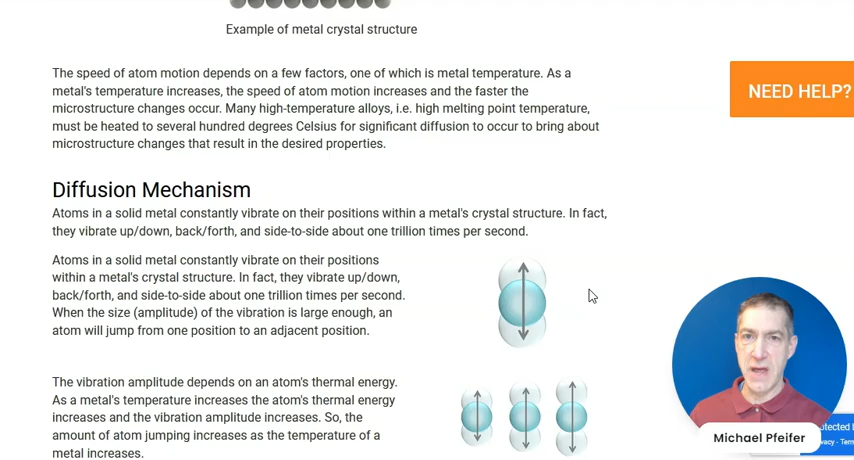 Example of metal crystal structure
The speed of atom motion depends on a few factors, one of which is metal temperature. As a
metal's temperature increases, the speed of atom motion increases and the faster the
microstructure changes occur. Many high-temperature alloys, i.e. high melting point temperature,
must be heated to several hundred degrees Celsius for significant diffusion to occur to bring about
microstructure changes that result in the desired properties.
NEED HELP?
Diffusion Mechanism
Atoms in a solid metal constantly vibrate on their positions within a metal's crystal structure. In fact,
they vibrate up/down, back/forth, and side-to-side about one trillion times per second.
Atoms in a solid metal constantly vibrate on their positions
within a metal's crystal structure. In fact, they vibrate up/down,
back/forth, and side-to-side about one trillion times per second.
When the size (amplitude) of the vibration is large enough, an
atom will jump from one position to an adjacent position.
The vibration amplitude depends on an atom's thermal energy.
As a metal's temperature increases the atom's thermal energy
increases and the vibration amplitude increases. So, the
amount of atom jumping increases as the temperature of a
metal increases.
Michael Pfeifer